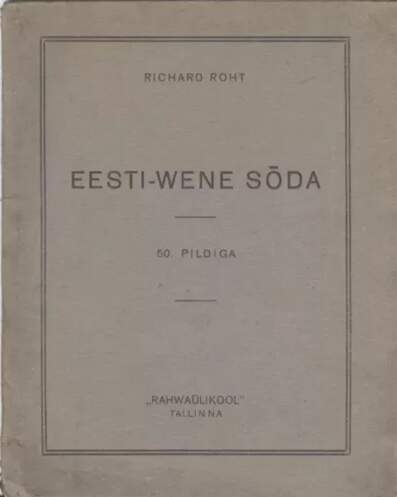 RICHARD ROHT
EESTI-WENE SÕDA
50. PILDIGA
„RAHWAÜLIKOOL"
TALLINNA